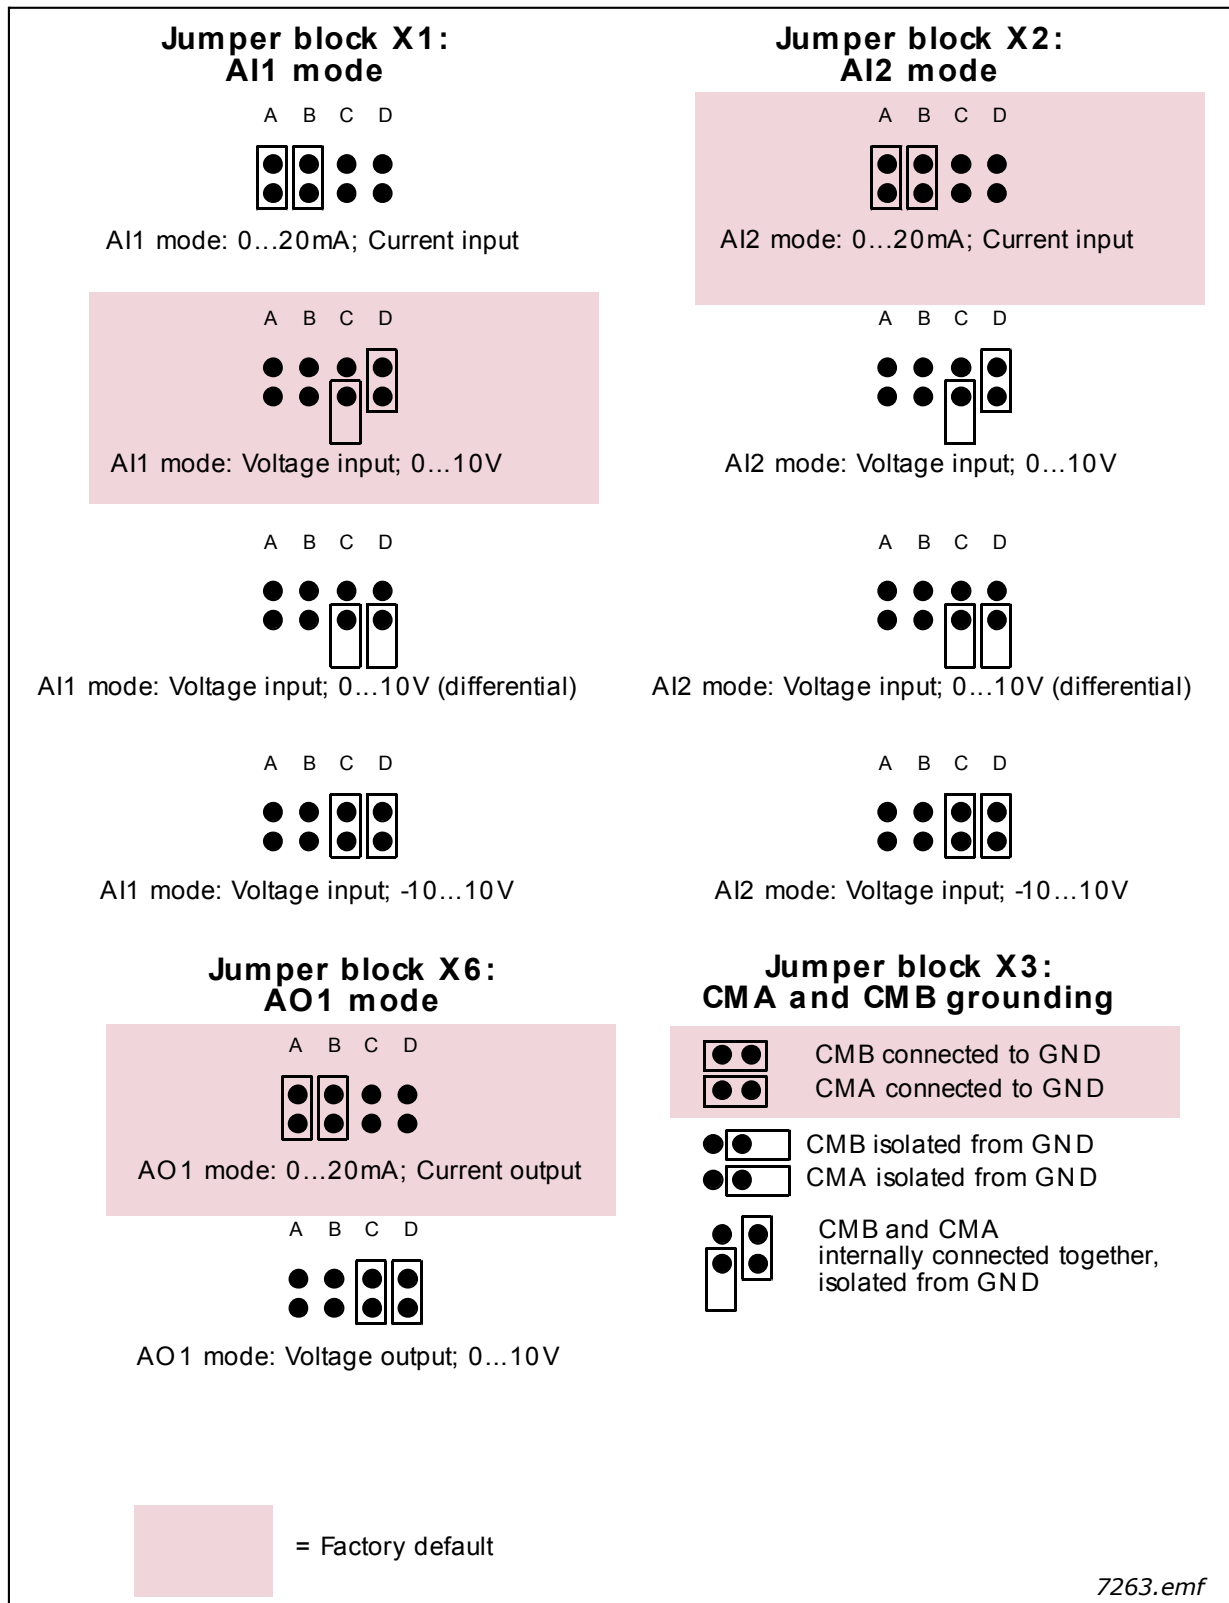 Jumper block X1:
AI1 mode
A B C D
AI1 mode: 0...20mA; Current input
A B C D
AI1 mode: Voltage input; 0...10V
A B C D
AI1 mode: Voltage input; 0...10V (differential)
A B C D
AI1 mode: Voltage input; -10...10V
Jumper block X2:
AI2 mode
A B C D
AI2 mode: 0...20mA; Current input
A B C D
AI2 mode: Voltage input; 0...10V
A B C D
AI2 mode: Voltage input; 0...10V (differential)
A B C D
AI2 mode: Voltage input; -10...10V
Jumper block X6:
AO1 mode
A B C D
AO1 mode: 0...20mA; Current output
A B C D
AO1 mode: Voltage output; 0...10V
Jumper block X3:
CMA and CMB grounding
CMB connected to GND
CMA connected to GND
CMB isolated from GND
CMA isolated from GND
CMB and CMA
internally connected together,
isolated from GND
= Factory default
7263.emf